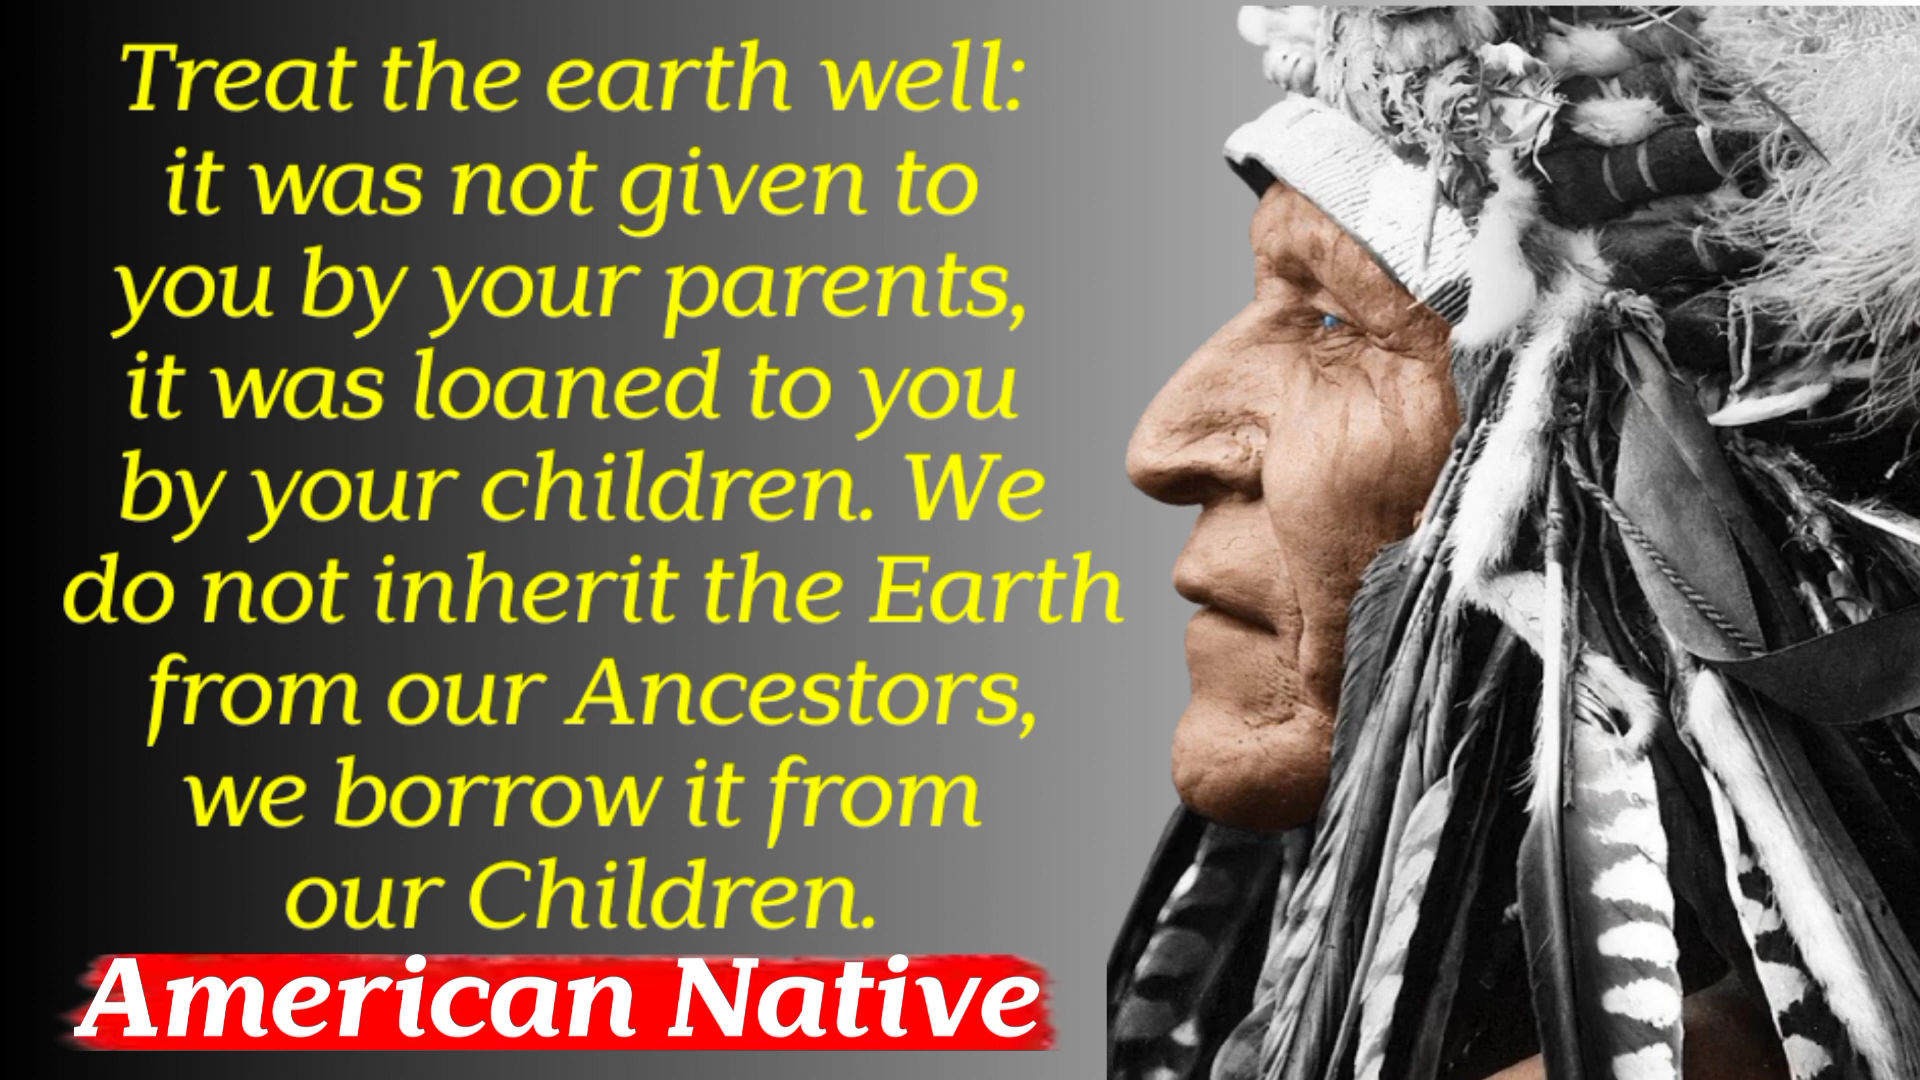 Treat the earth well:
it was not given to
you by your parents,
it was loaned to you
by your children. We
do not inherit the Earth
from our Ancestors,
we borrow it from
our Children.
American Native